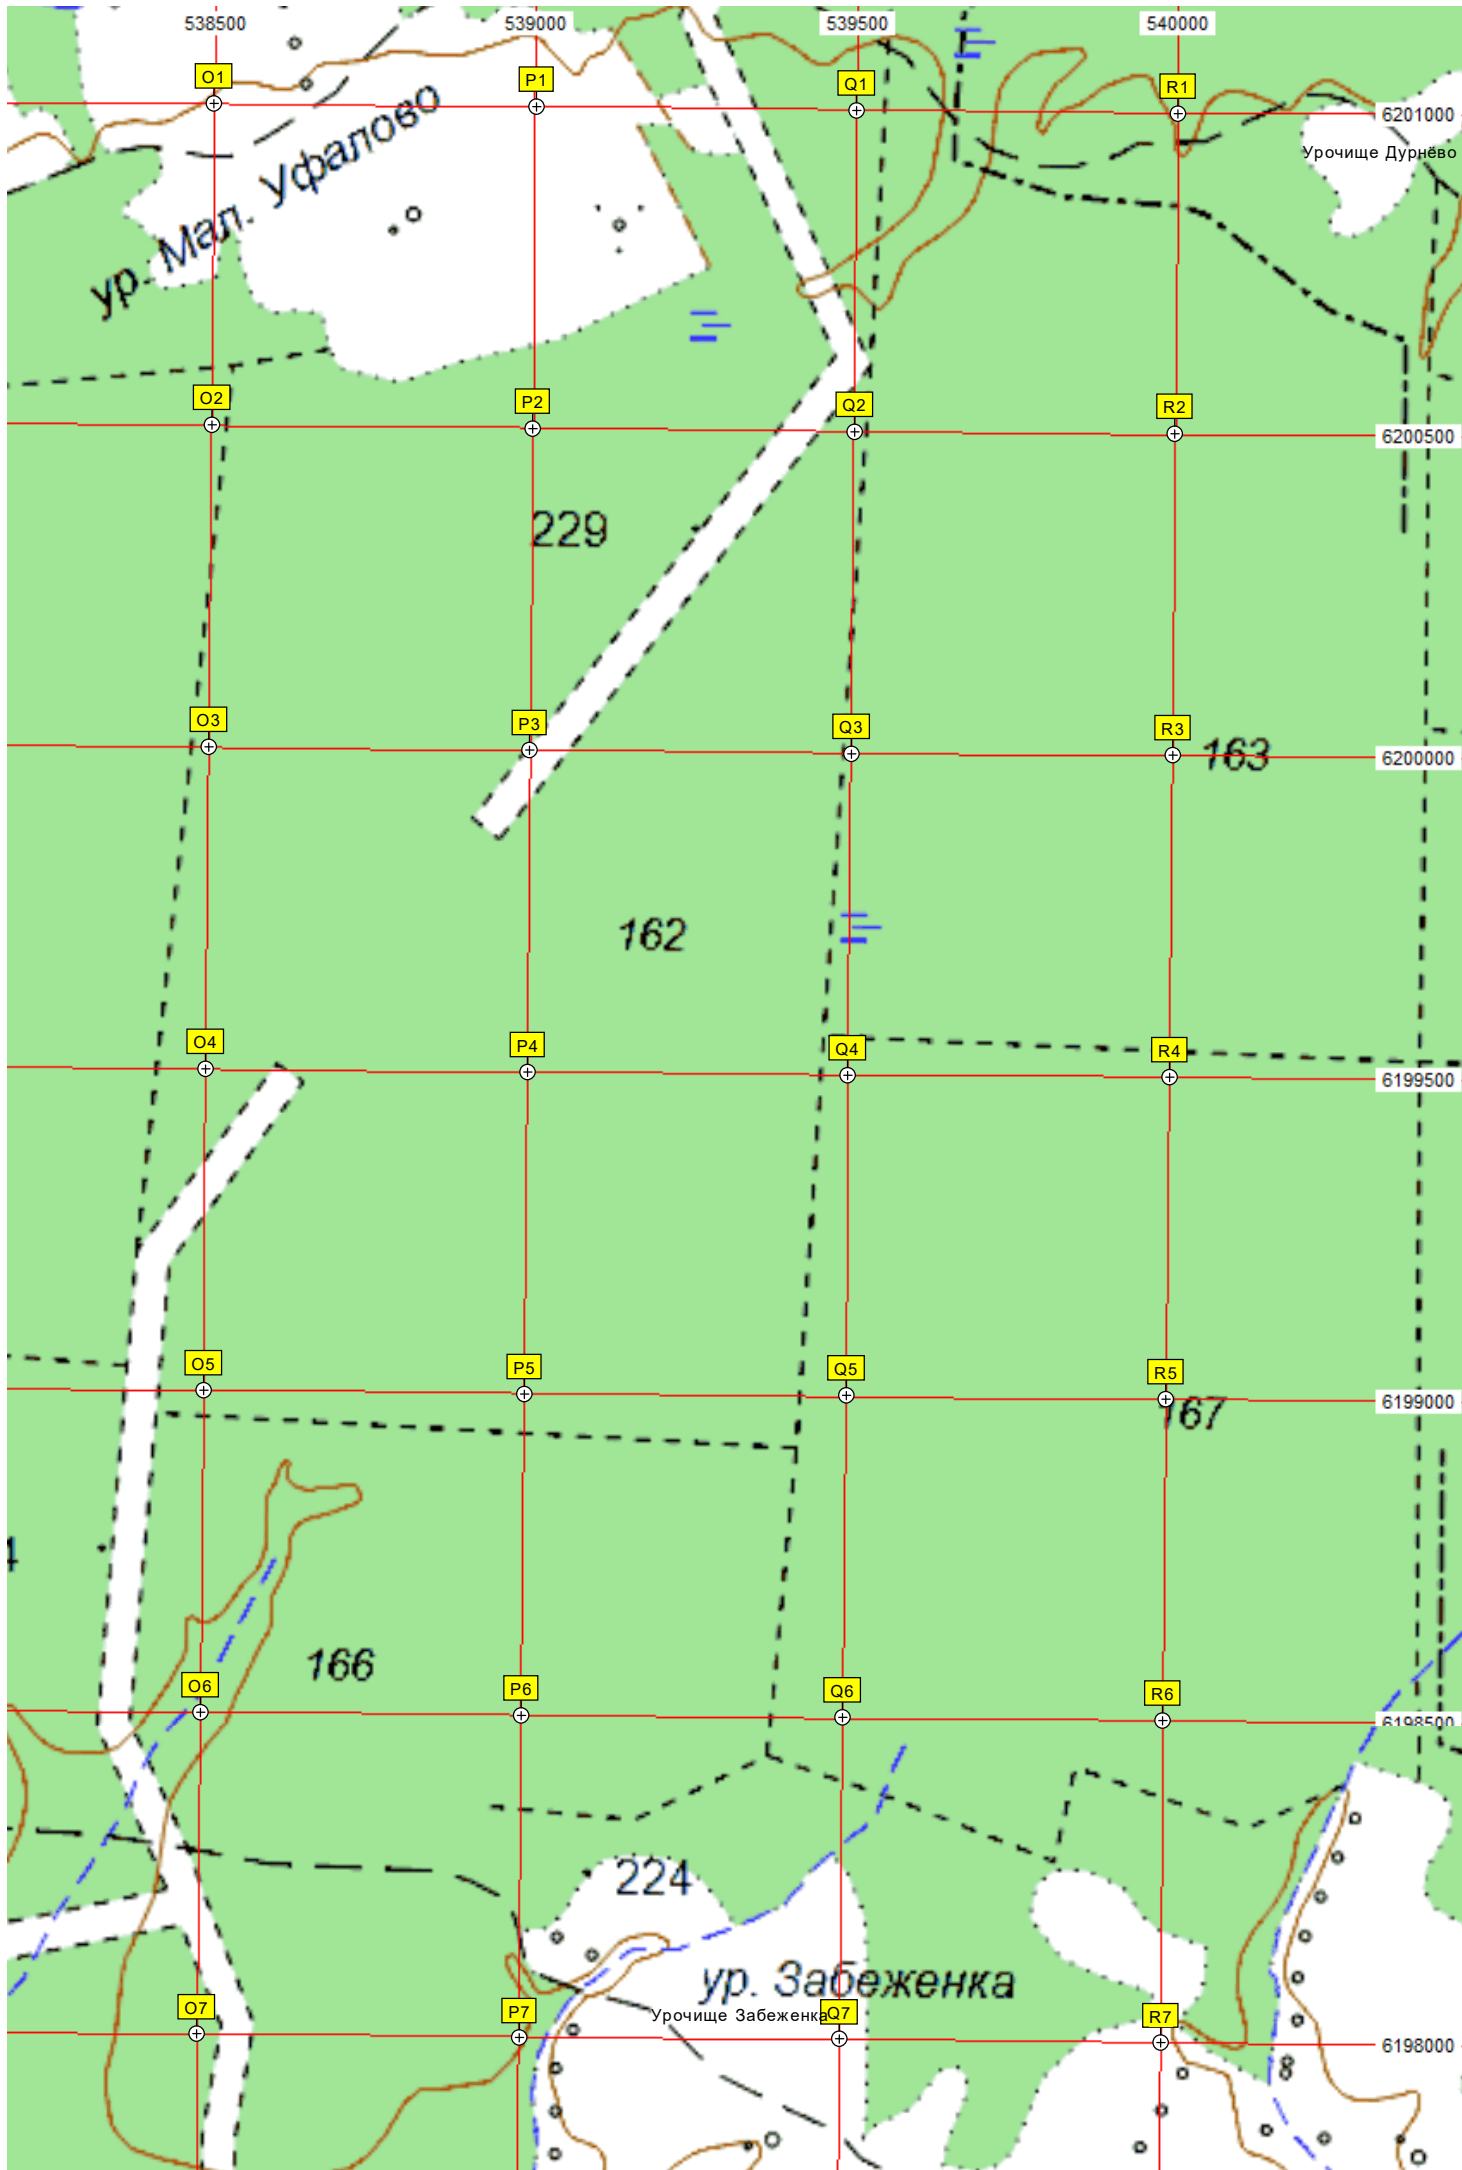 538500 539000 539500 540000
O1 P1 Q1 R1
6201000
Урочище Дурнёво
ур. Мал. Уфалово
O2 P2 Q2 R2
6200500
229
O3 P3 Q3 R3
163
6200000
162
O4 P4 Q4 R4
6199500
O5 P5 Q5 R5
6199000
167
4
166
O6 P6 Q6 R6
6198500
224
ур. Забеженка
Урочище Забеженка
O7 P7 Q7 R7
6198000